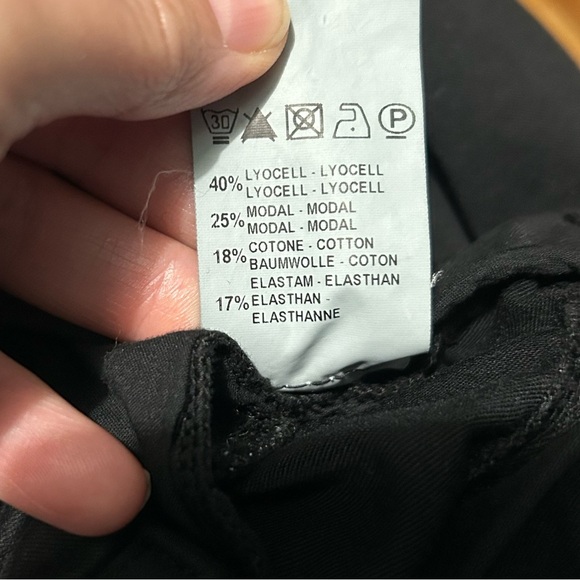 30 P
40% LYOCELL - LYOCELL
LYOCELL - LYOCELL
25% MODAL - MODAL
MODAL - MODAL
18% COTONE - COTTON
BAUMWOLLE - COTON
ELASTAM - ELASTHAN
17% ELASTHAN -
ELASTHANNE